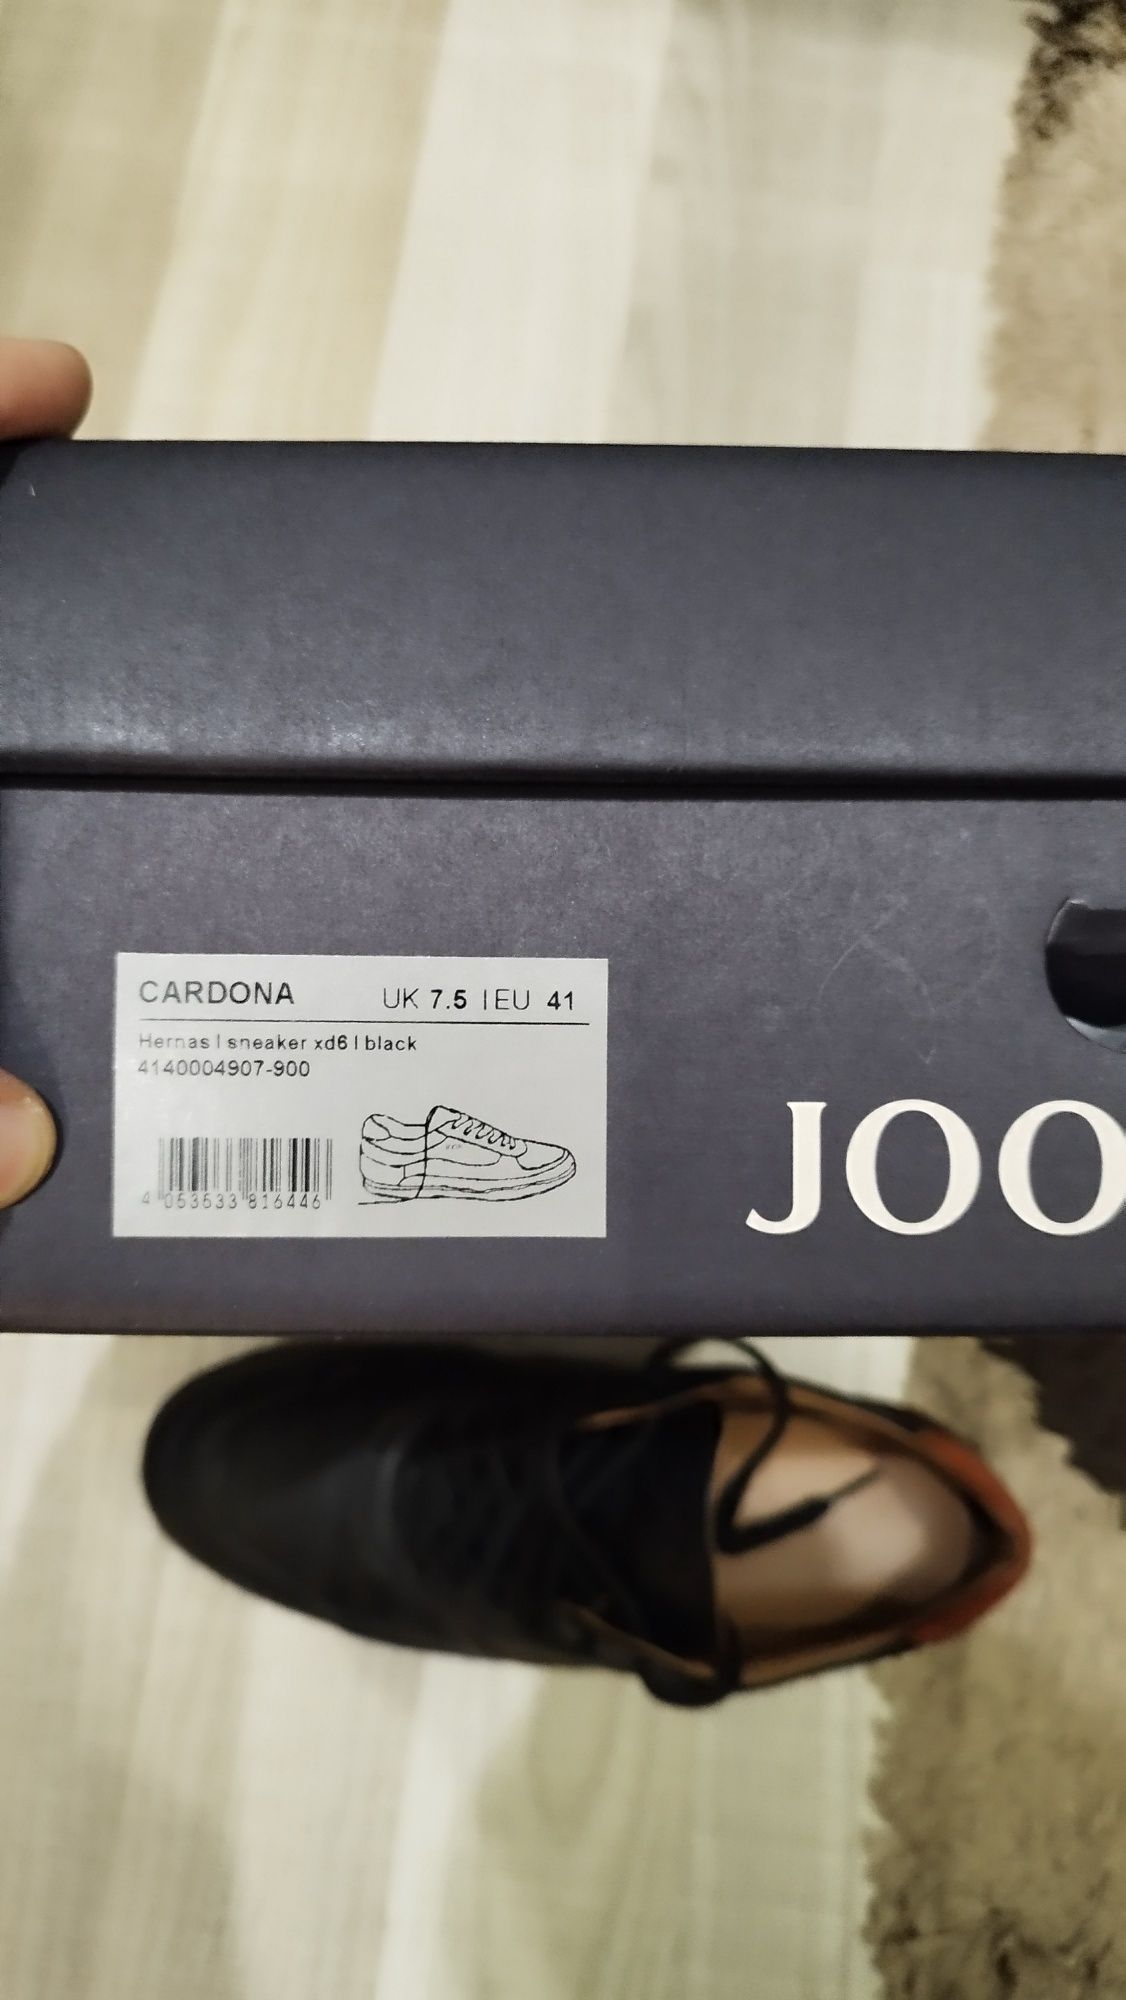 CARDONA UK 7.5 | EU 41
Hernas | sneaker xd6 | black
4140004907-900
4 053533 816446
JOO